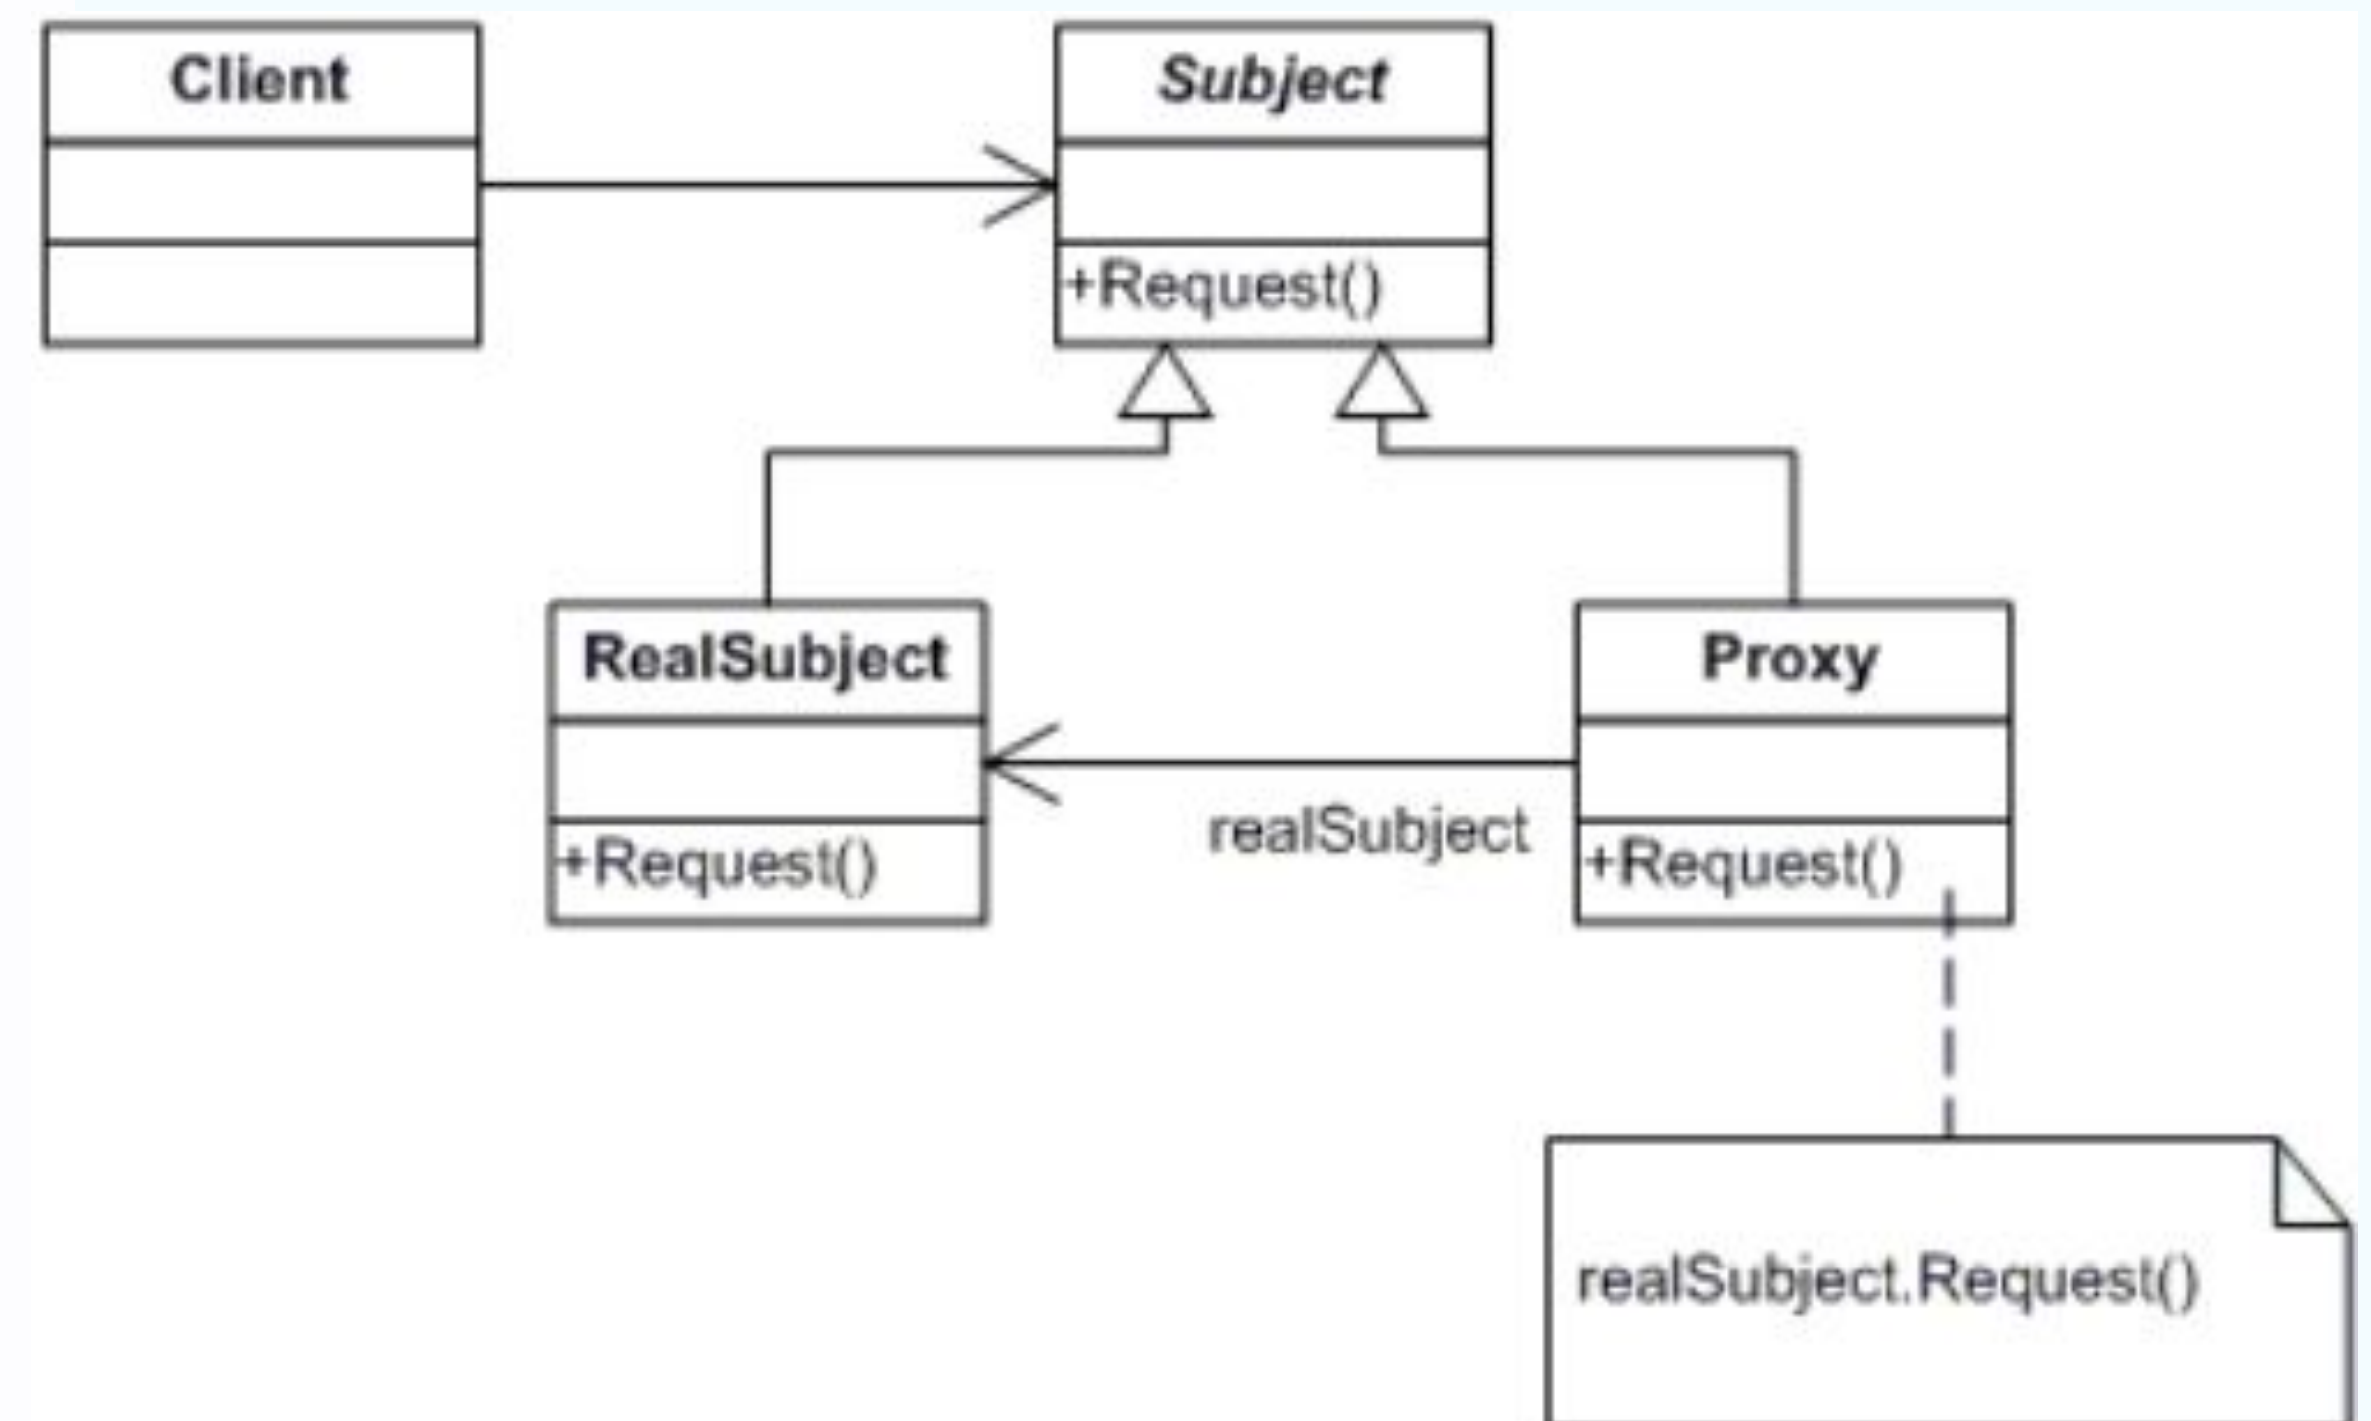 Client
Subject
+Request()
RealSubject
+Request()
realSubject
Proxy
+Request()
realSubject.Request()